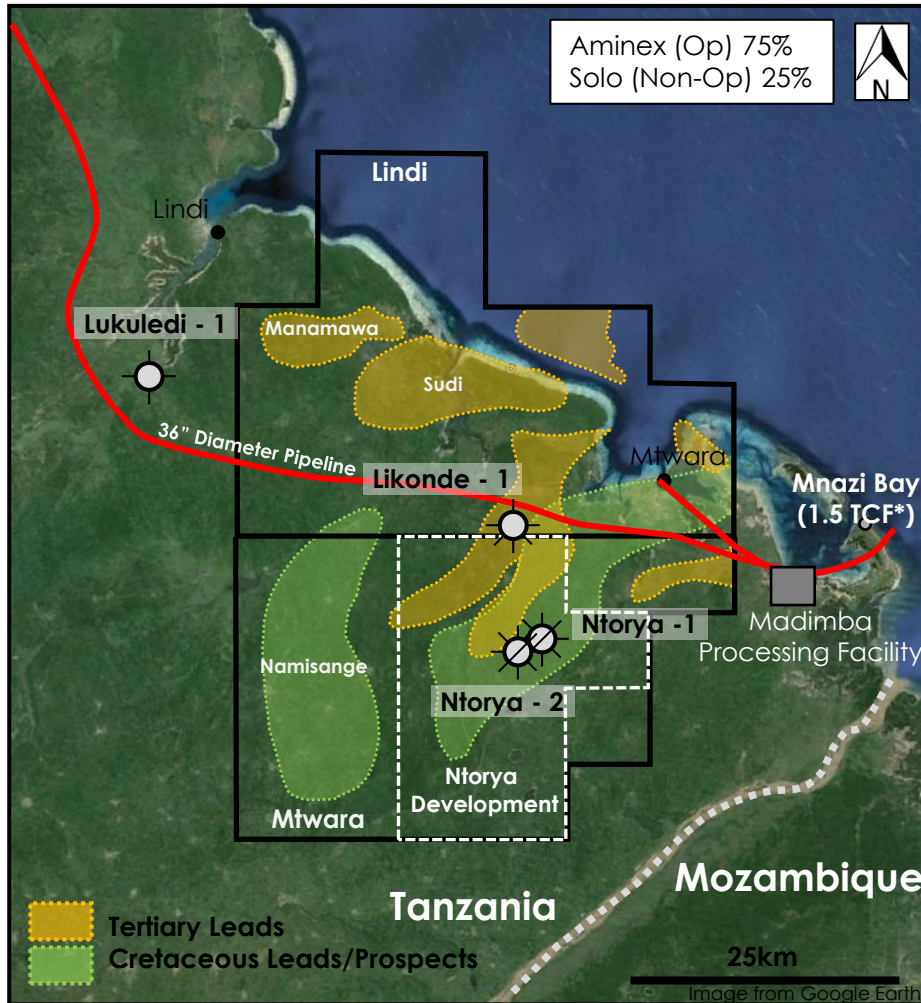 Aminex (Op) 75%
Solo (Non-Op) 25%
N
Lindi
Lindi
Lukuledi - 1
Manamawa
Sudi
36” Diameter Pipeline
Likonde - 1
Mtwara
Mnazi Bay
(1.5 TCF*)
Ntorya -1
Madimba
Processing Facility
Namisange
Ntorya - 2
Ntorya
Development
Mtwara
Tanzania
Mozambique
Tertiary Leads
Cretaceous Leads/Prospects
25km
Image from Google Earth